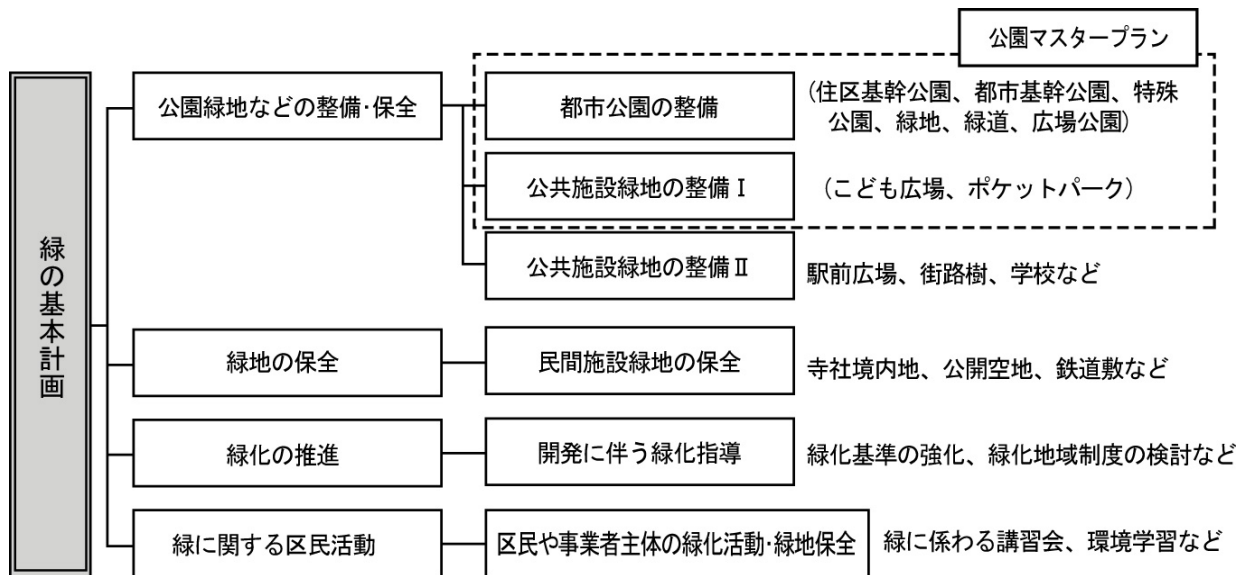 公園マスタープラン
緑の基本計画
公園緑地などの整備・保全
都市公園の整備
(住区基幹公園、都市基幹公園、特殊
公園、緑地、緑道、広場公園)
公共施設緑地の整備Ⅰ
(こども広場、ポケットパーク)
公共施設緑地の整備Ⅱ
駅前広場、街路樹、学校など
緑地の保全
民間施設緑地の保全
寺社境内地、公開空地、鉄道敷など
緑化の推進
開発に伴う緑化指導
緑化基準の強化、緑化地域制度の検討など
緑に関する区民活動
区民や事業者主体の緑化活動・緑地保全
緑に係わる講習会、環境学習など